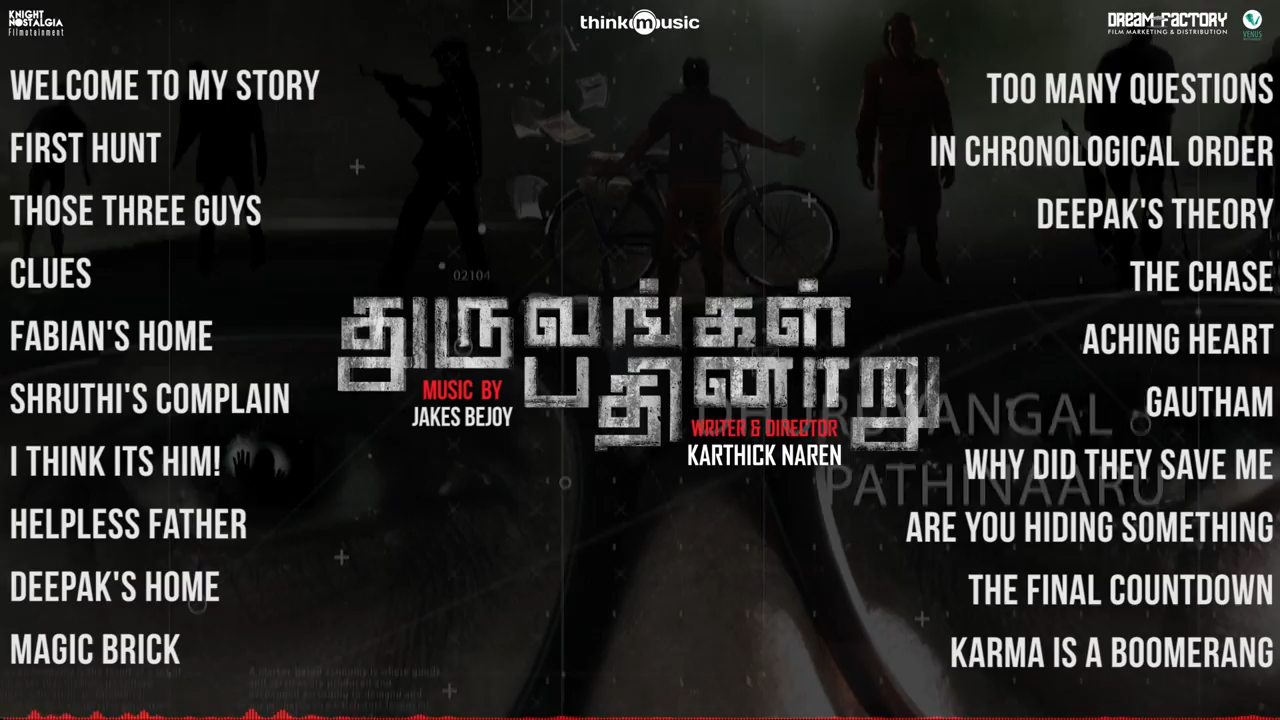 KNIGHT
NOSTALGIA
Filmotainment
thinkmusic
DREAM FACTORY
FILM MARKETING & DISTRIBUTION
VENUS
WELCOME TO MY STORY
FIRST HUNT
THOSE THREE GUYS
CLUES
FABIAN'S HOME
SHRUTHI'S COMPLAIN
I THINK ITS HIM!
HELPLESS FATHER
DEEPAK'S HOME
MAGIC BRICK
02104
துருவங்கள்
பதினாறு
MUSIC BY
JAKES BEJOY
WRITER & DIRECTOR
KARTHICK NAREN
DHURUVANGAL
PATHINAARU
TOO MANY QUESTIONS
IN CHRONOLOGICAL ORDER
DEEPAK'S THEORY
THE CHASE
ACHING HEART
GAUTHAM
WHY DID THEY SAVE ME
ARE YOU HIDING SOMETHING
THE FINAL COUNTDOWN
KARMA IS A BOOMERANG